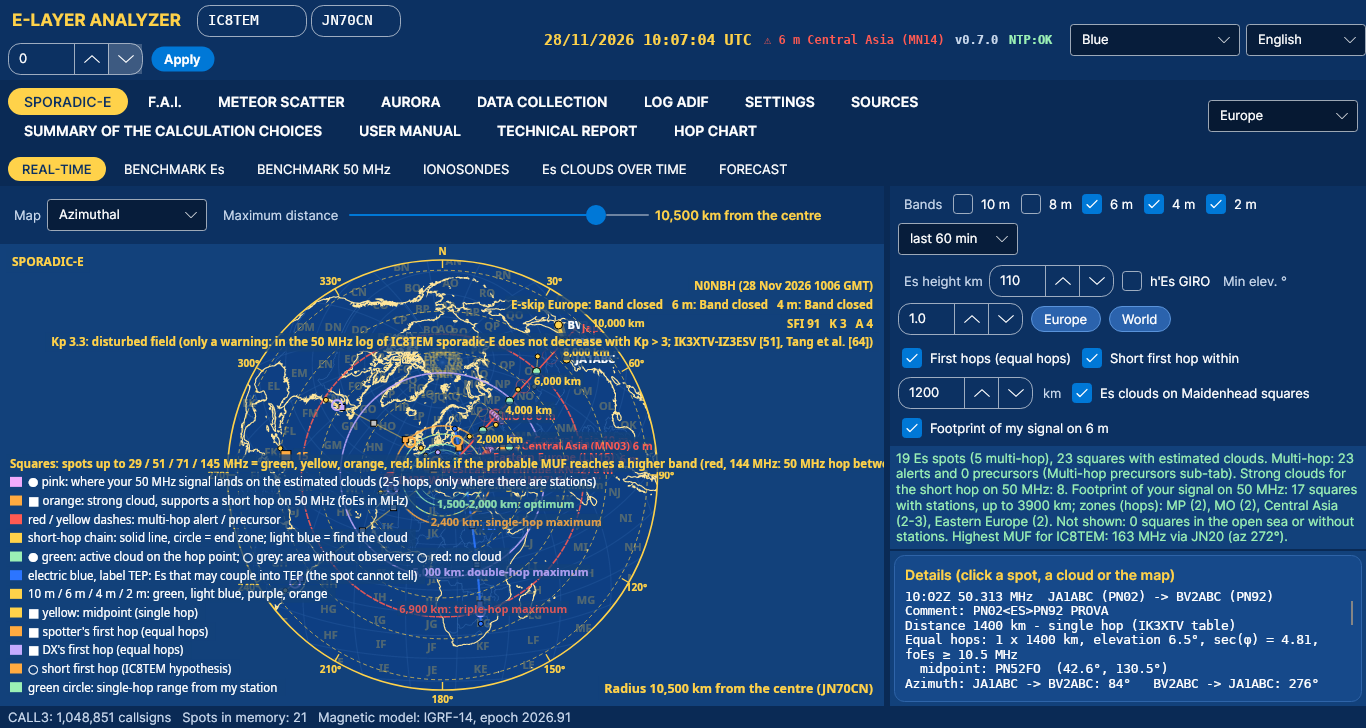 E-LAYER ANALYZER
IC8TEM
JN70CN
28/11/2026 10:07:04 UTC
⚠ 6 m Central Asia (MN14)
v0.7.0
NTP:OK
Blue
English
0
Apply
SPORADIC-E
F.A.I.
METEOR SCATTER
AURORA
DATA COLLECTION
LOG ADIF
SETTINGS
SOURCES
SUMMARY OF THE CALCULATION CHOICES
USER MANUAL
TECHNICAL REPORT
HOP CHART
Europe
REAL-TIME
BENCHMARK Es
BENCHMARK 50 MHz
IONOSONDES
Es CLOUDS OVER TIME
FORECAST
Map
Azimuthal
Maximum distance
10,500 km from the centre
SPORADIC-E
N
330°
30°
N0NBH (28 Nov 2026 1006 GMT)
E-skip Europe: Band closed 6 m: Band closed 4 m: Band closed
10,000 km
SFI 91 K 3 A 4
Kp 3.3: disturbed field (only a warning: in the 50 MHz log of IC8TEM sporadic-E does not decrease with Kp > 3; IK3XTV-IZ3ESV [51], Tang et al. [64])
8,000 km
300°
60°
6,000 km
4,000 km
2,000 km
Central Asia (MN03) 6 m
Squares: spots up to 29 / 51 / 71 / 145 MHz = green, yellow, orange, red; blinks if the probable MUF reaches a higher band (red, 144 MHz: 50 MHz hop betw
● pink: where your 50 MHz signal lands on the estimated clouds (2-5 hops, only where there are stations)
90°
■ orange: strong cloud, supports a short hop on 50 MHz (foEs in MHz)
1,500-2,000 km: optimum
red / yellow dashes: multi-hop alert / precursor
2,400 km: single-hop maximum
short-hop chain: solid line, circle = end zone; light blue = find the cloud
● green: active cloud on the hop point; ○ grey: area without observers; ○ red: no cloud
electric blue, label TEP: Es that may couple into TEP (the spot cannot tell)
km: double-hop maximum
10 m / 6 m / 4 m / 2 m: green, light blue, purple, orange
120°
■ yellow: midpoint (single hop)
6,900 km: triple-hop maximum
■ spotter's first hop (equal hops)
■ DX's first hop (equal hops)
○ short first hop (IC8TEM hypothesis)
210°
150°
green circle: single-hop range from my station
180°
Radius 10,500 km from the centre (JN70CN)
Bands
10 m
8 m
6 m
4 m
2 m
last 60 min
Es height km
110
h'Es GIRO
Min elev. °
1.0
Europe
World
First hops (equal hops)
Short first hop within
1200
km
Es clouds on Maidenhead squares
Footprint of my signal on 6 m
19 Es spots (5 multi-hop), 23 squares with estimated clouds. Multi-hop: 23
alerts and 0 precursors (Multi-hop precursors sub-tab). Strong clouds for
the short hop on 50 MHz: 8. Footprint of your signal on 50 MHz: 17 squares
with stations, up to 3900 km; zones (hops): MP (2), MO (2), Central Asia
(2-3), Eastern Europe (2). Not shown: 0 squares in the open sea or without
stations. Highest MUF for IC8TEM: 163 MHz via JN20 (az 272°).
Details (click a spot, a cloud or the map)
10:02Z 50.313 MHz JA1ABC (PN02) -> BV2ABC (PN92)
Comment: PN02<ES>PN92 PROVA
Distance 1400 km - single hop (IK3XTV table)
Equal hops: 1 x 1400 km, elevation 6.5°, sec(φ) = 4.81,
foEs ≥ 10.5 MHz
midpoint: PN52FO (42.6°, 130.5°)
Azimuth: JA1ABC -> BV2ABC: 84° BV2ABC -> JA1ABC: 276°
CALL3: 1,048,851 callsigns
Spots in memory: 21
Magnetic model: IGRF-14, epoch 2026.91